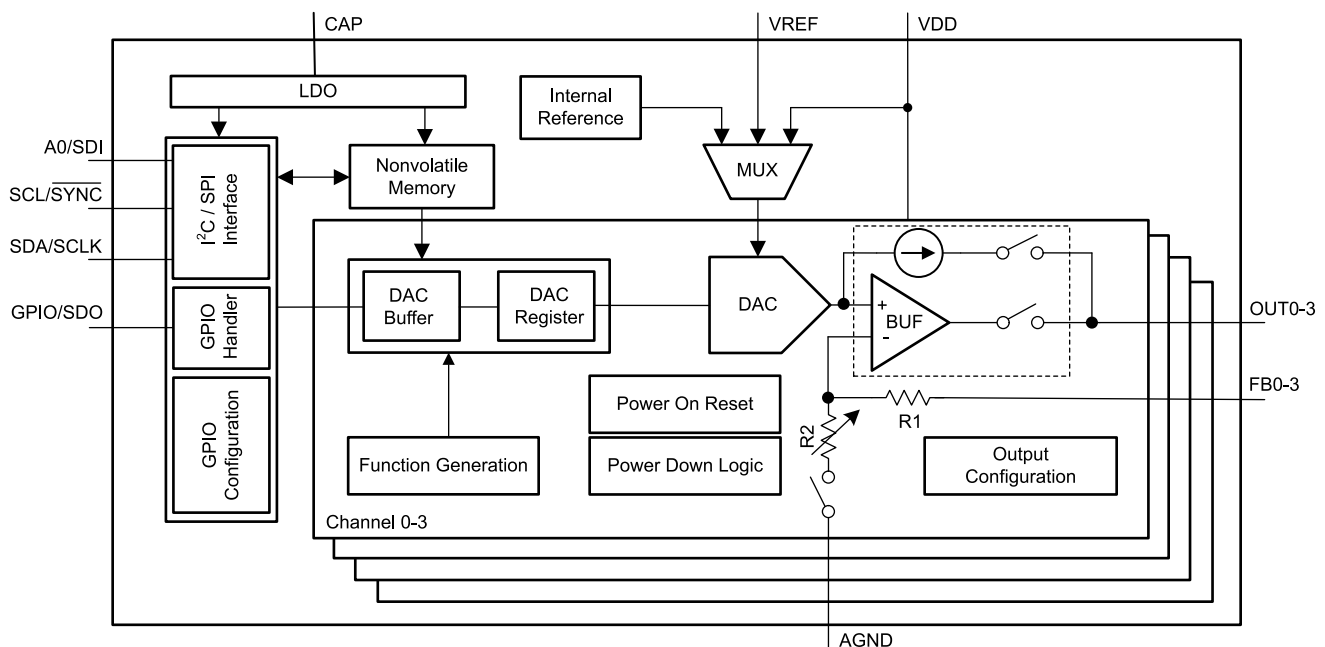 CAP
VREF
VDD
LDO
Internal
Reference
A0/SDI
SCL/SYNC
SDA/SCLK
GPIO/SDO
I²C / SPI
Interface
GPIO
Handler
GPIO
Configuration
Nonvolatile
Memory
MUX
DAC
Buffer
DAC
Register
DAC
+
BUF
-
OUT0-3
FB0-3
R1
R2
Power On Reset
Function Generation
Power Down Logic
Output
Configuration
Channel 0-3
AGND